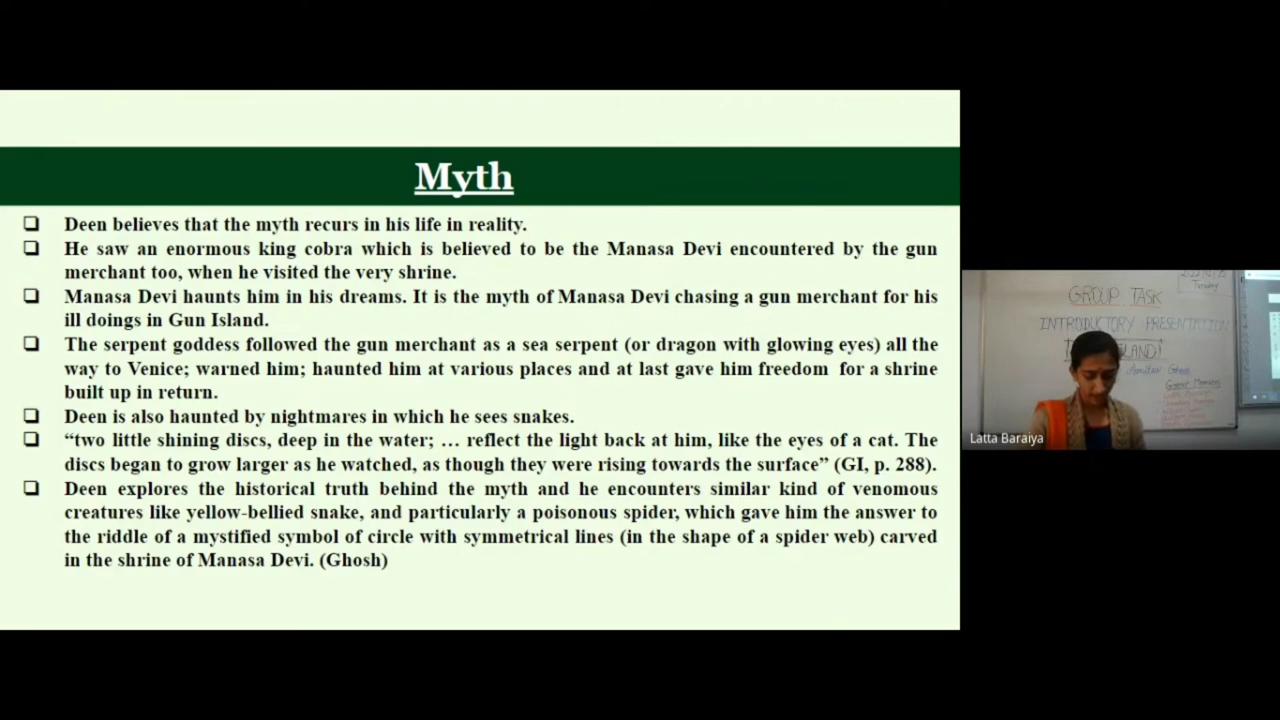 Myth
❑ Deen believes that the myth recurs in his life in reality.
❑ He saw an enormous king cobra which is believed to be the Manasa Devi encountered by the gun
merchant too, when he visited the very shrine.
❑ Manasa Devi haunts him in his dreams. It is the myth of Manasa Devi chasing a gun merchant for his
ill doings in Gun Island.
❑ The serpent goddess followed the gun merchant as a sea serpent (or dragon with glowing eyes) all the
way to Venice; warned him; haunted him at various places and at last gave him freedom for a shrine
built up in return.
❑ Deen is also haunted by nightmares in which he sees snakes.
❑ “two little shining discs, deep in the water; … reflect the light back at him, like the eyes of a cat. The
discs began to grow larger as he watched, as though they were rising towards the surface” (GI, p. 288).
❑ Deen explores the historical truth behind the myth and he encounters similar kind of venomous
creatures like yellow-bellied snake, and particularly a poisonous spider, which gave him the answer to
the riddle of a mystified symbol of circle with symmetrical lines (in the shape of a spider web) carved
in the shrine of Manasa Devi. (Ghosh)
Tuesday
GROUP TASK
INTRODUCTORY PRESENTATION
Group Members
Latta Baraiya